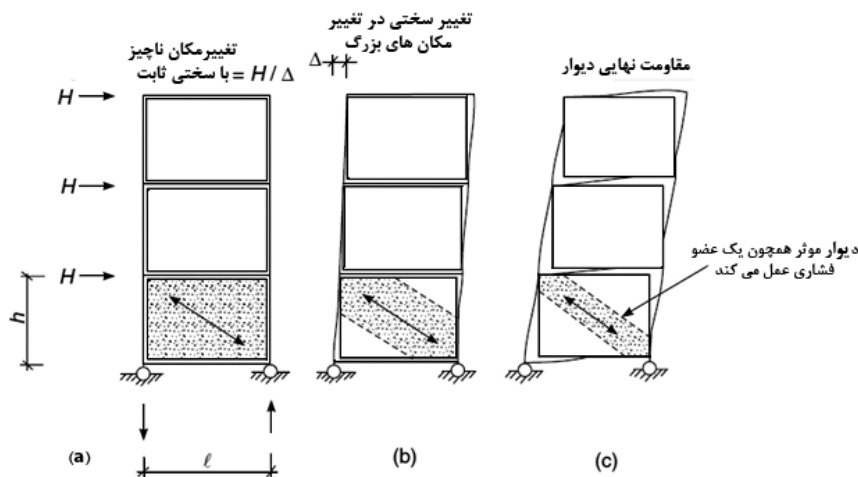 تغییرمکان ناچیز
با سختی ثابت = H / Δ
تغییر سختی در تغییر
مکان های بزرگ
Δ
مقاومت نهایی دیوار
H
H
H
h
دیوار موثر همچون یک عضو
فشاری عمل می کند
(a)
ℓ
(b)
(c)